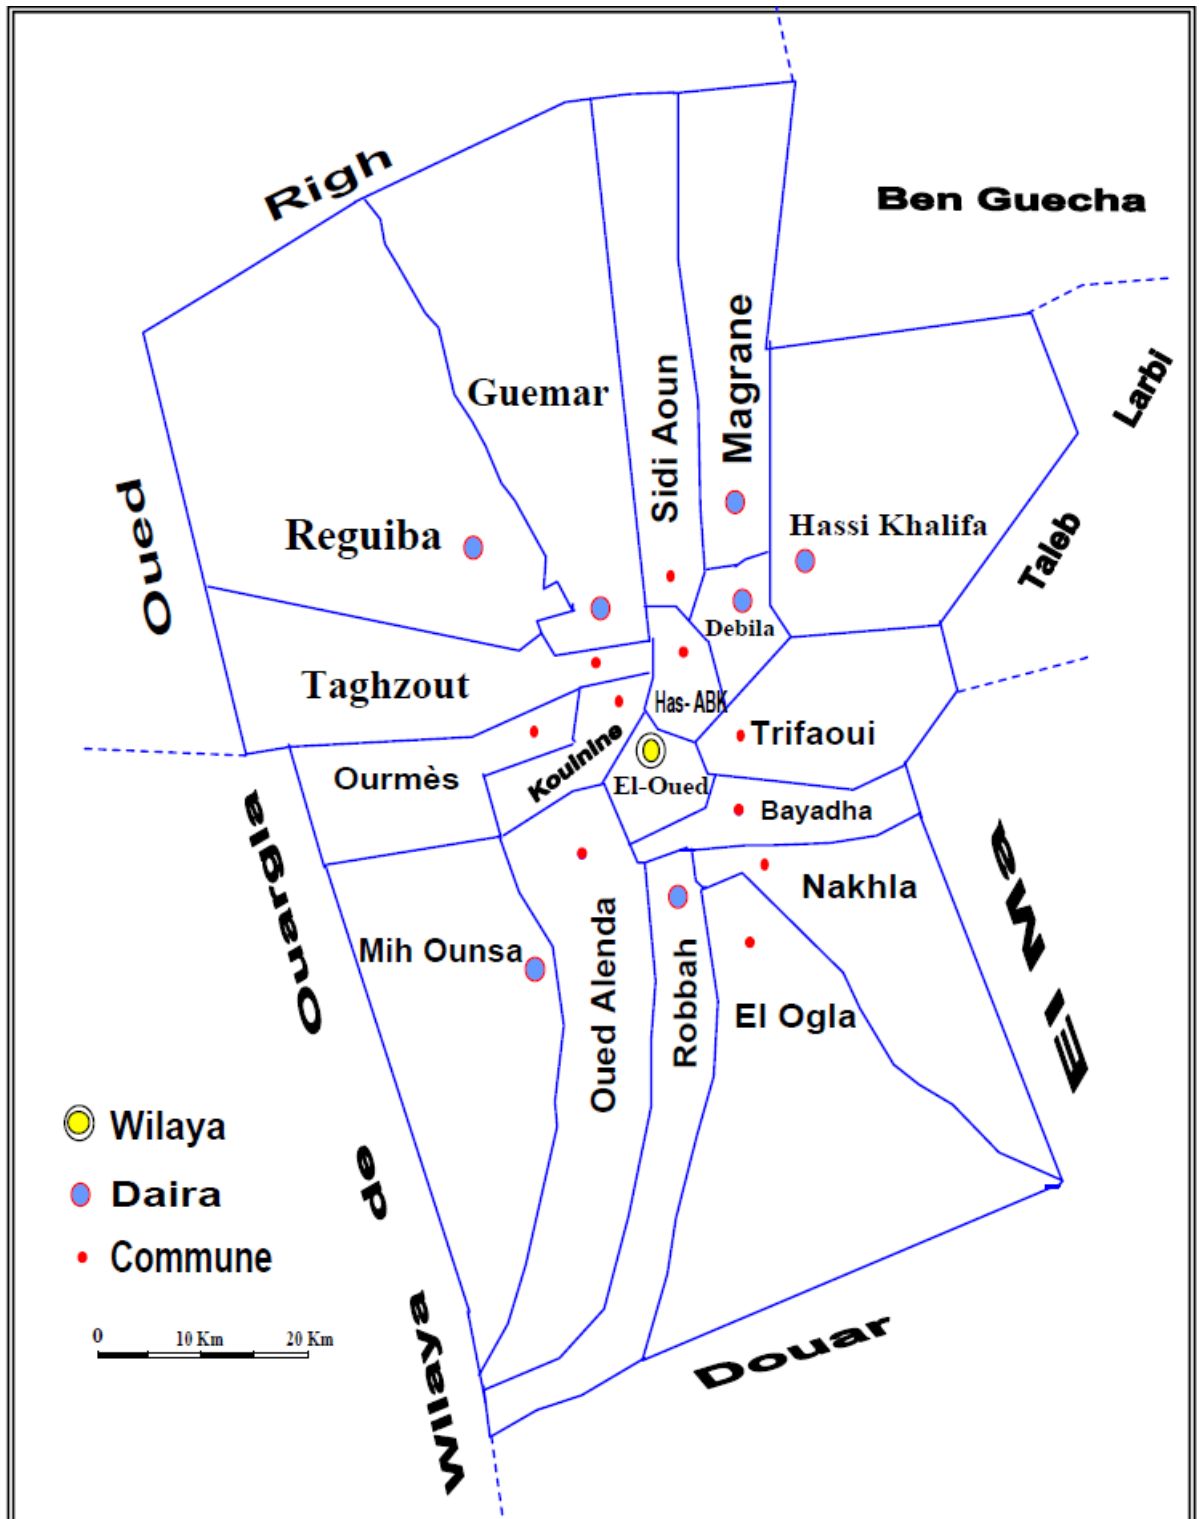 Righ
Ben Guecha
Magrane
Larbi
Sidi Aoun
Guemar
Oued
Reguiba
Hassi Khalifa
Taleb
Debila
Taghzout
Has- ABK
Trifaoui
Kouinine
Ourmès
El-Oued
Bayadha
Ouargla
Nakhla
El Ma
Mih Ounsa
Oued Alenda
Robbah
El Ogla
Wilaya
de
Daira
Commune
Wilaya
0 10 Km 20 Km
Douar